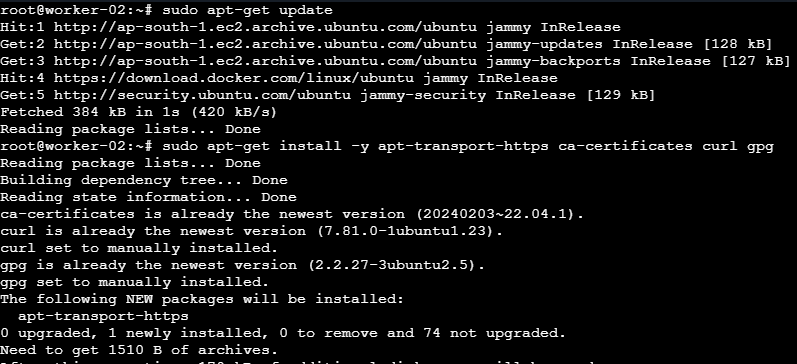 root@worker-02:~# sudo apt-get update
Hit:1 http://ap-south-1.ec2.archive.ubuntu.com/ubuntu jammy InRelease
Get:2 http://ap-south-1.ec2.archive.ubuntu.com/ubuntu jammy-updates InRelease [128 kB]
Get:3 http://ap-south-1.ec2.archive.ubuntu.com/ubuntu jammy-backports InRelease [127 kB]
Hit:4 https://download.docker.com/linux/ubuntu jammy InRelease
Get:5 http://security.ubuntu.com/ubuntu jammy-security InRelease [129 kB]
Fetched 384 kB in 1s (420 kB/s)
Reading package lists... Done
root@worker-02:~# sudo apt-get install -y apt-transport-https ca-certificates curl gpg
Reading package lists... Done
Building dependency tree... Done
Reading state information... Done
ca-certificates is already the newest version (20240203~22.04.1).
curl is already the newest version (7.81.0-1ubuntu1.23).
curl set to manually installed.
gpg is already the newest version (2.2.27-3ubuntu2.5).
gpg set to manually installed.
The following NEW packages will be installed:
  apt-transport-https
0 upgraded, 1 newly installed, 0 to remove and 74 not upgraded.
Need to get 1510 B of archives.